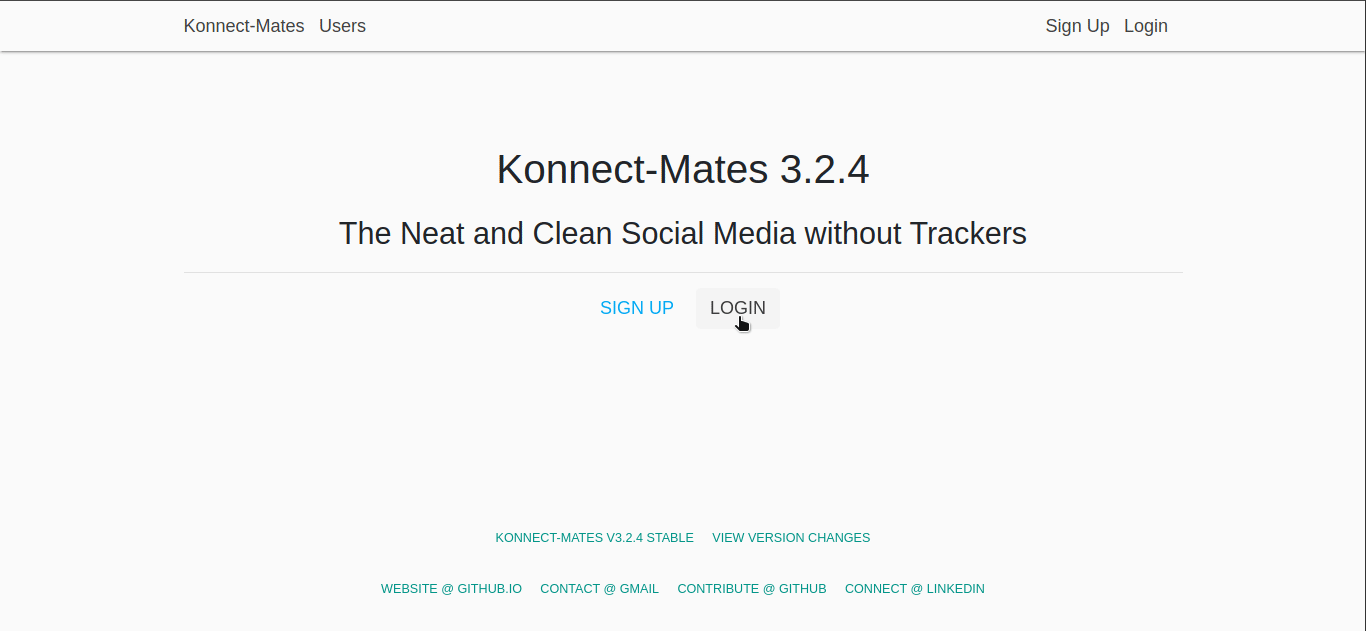 Konnect-Mates Users Sign Up Login
Konnect-Mates 3.2.4
The Neat and Clean Social Media without Trackers
SIGN UP LOGIN
KONNECT-MATES V3.2.4 STABLE VIEW VERSION CHANGES
WEBSITE @ GITHUB.IO CONTACT @ GMAIL CONTRIBUTE @ GITHUB CONNECT @ LINKEDIN